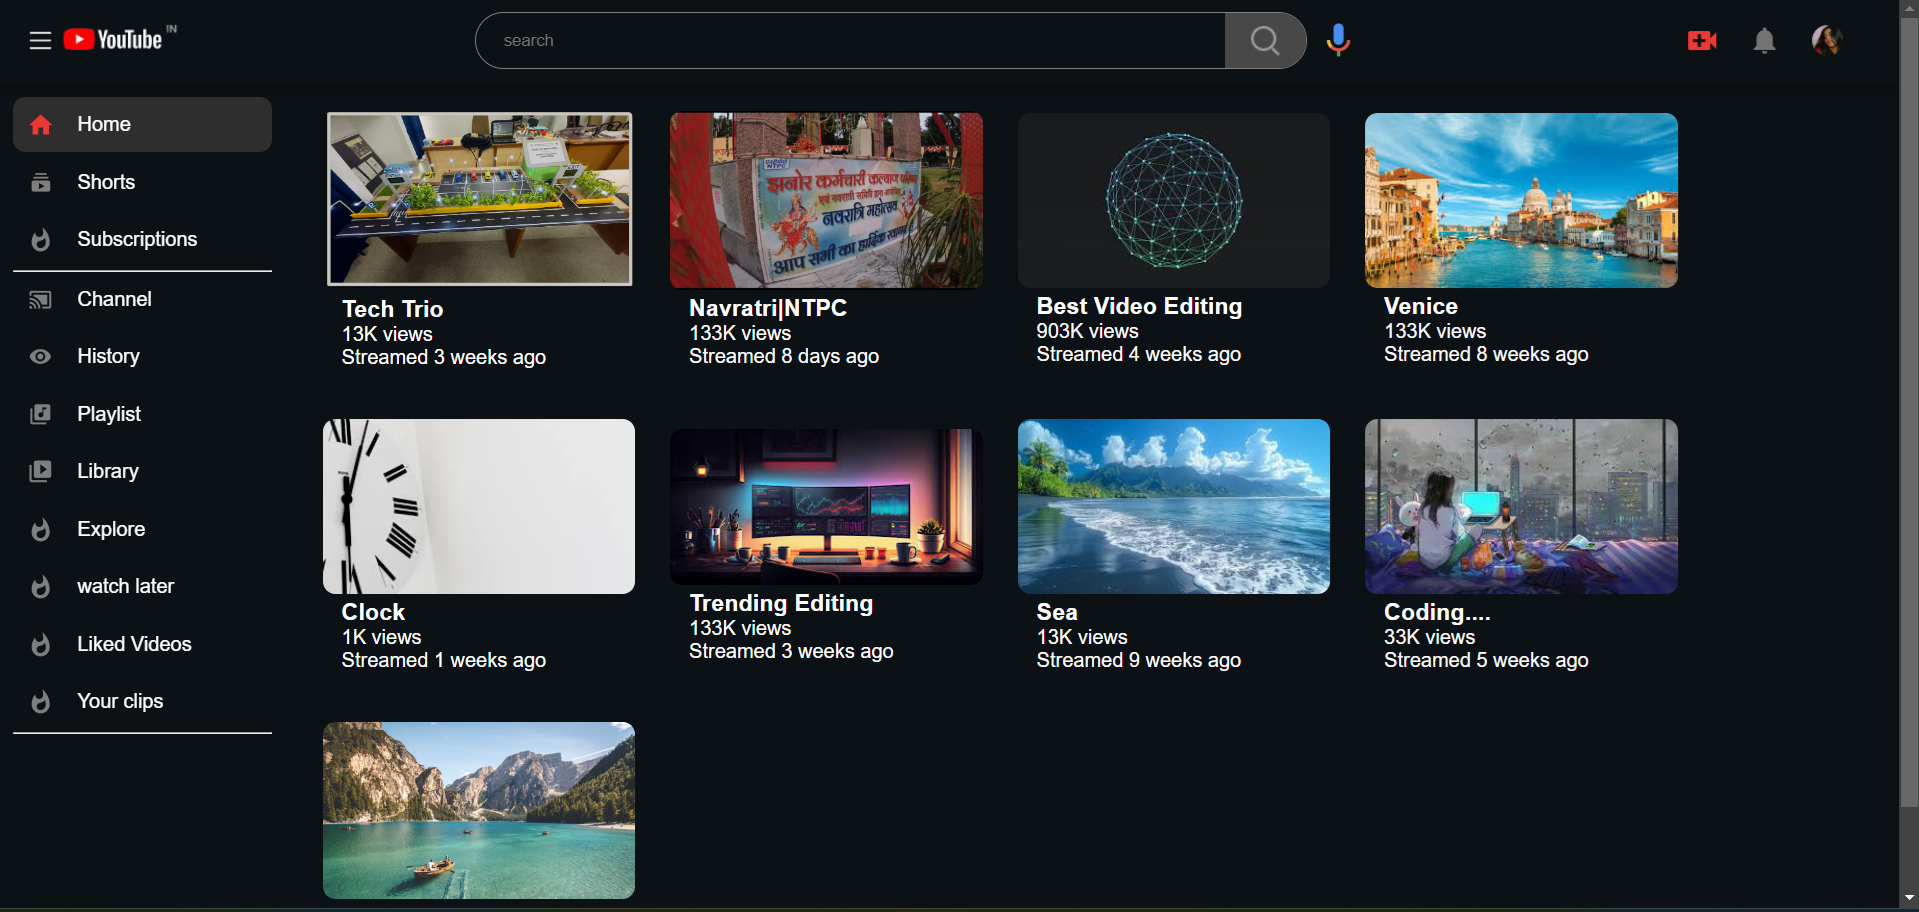 YouTube IN
search
Home
Shorts
Subscriptions
Channel
History
Playlist
Library
Explore
watch later
Liked Videos
Your clips
NTPC
झनोर कर्मचारी कल्याण
एवं नवरात्री समिति द्वारा
नवरात्रि महोत्सव
आप सभी का हार्दिक
Tech Trio
13K views
Streamed 3 weeks ago
Navratri|NTPC
133K views
Streamed 8 days ago
Best Video Editing
903K views
Streamed 4 weeks ago
Venice
133K views
Streamed 8 weeks ago
Clock
1K views
Streamed 1 weeks ago
Trending Editing
133K views
Streamed 3 weeks ago
Sea
13K views
Streamed 9 weeks ago
Coding....
33K views
Streamed 5 weeks ago